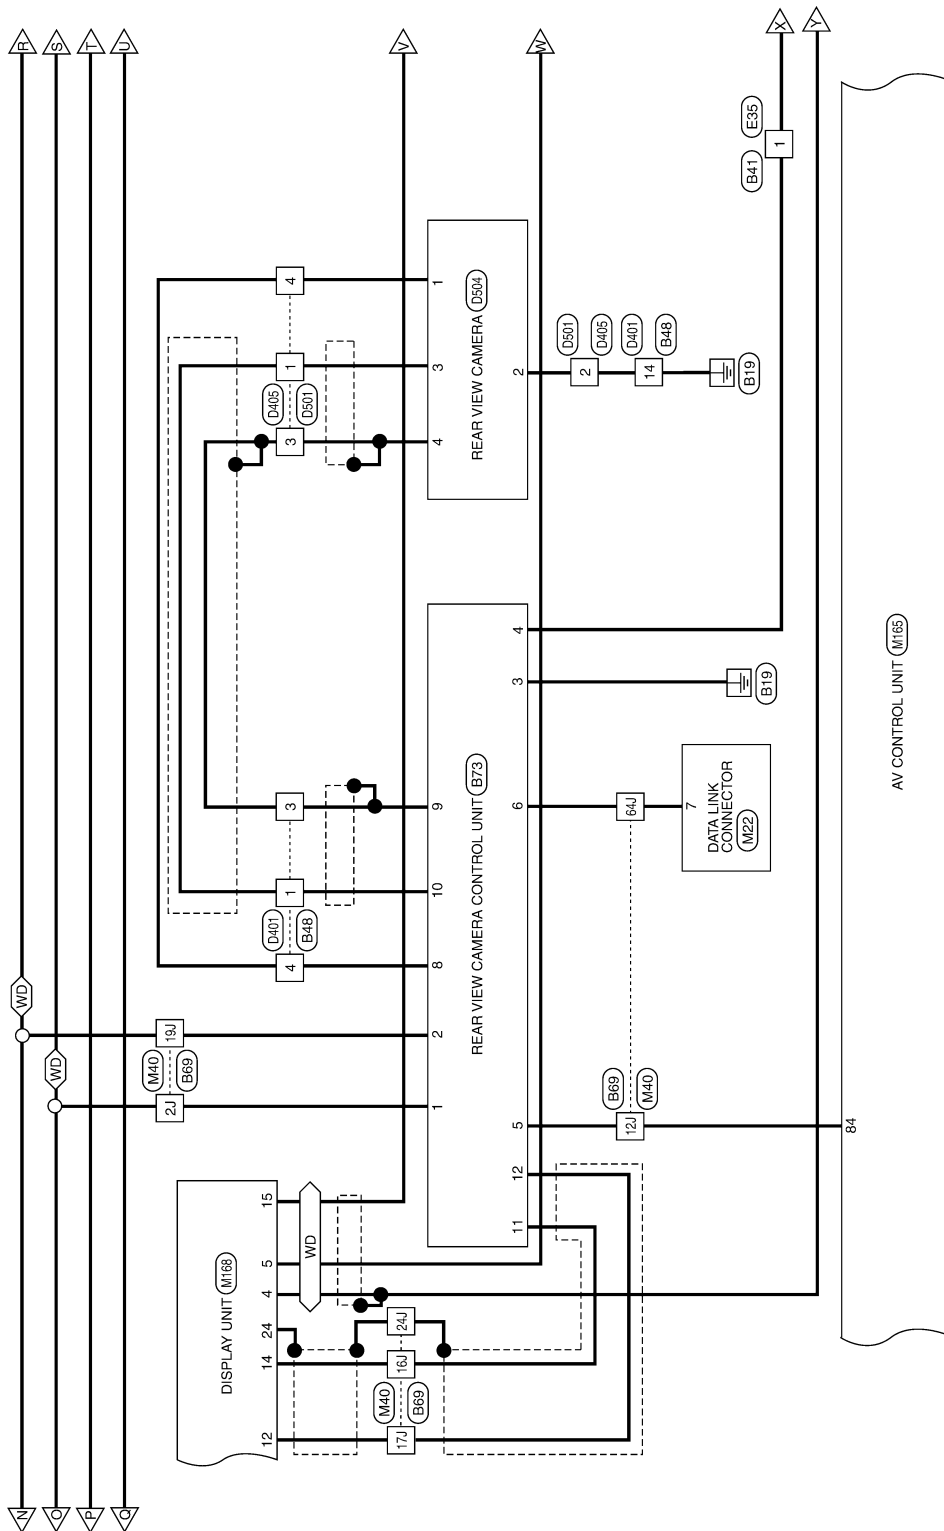 R
S
T
U
V
W
X
Y
E35
B41
1
4
1
3
D405
D501
1
3
4
REAR VIEW CAMERA D504
2
D501
D405
D401
B48
2
14
B19
3
1
4
D401
B48
9
10
8
2
1
REAR VIEW CAMERA CONTROL UNIT B73
4
3
6
5
12
11
B19
64J
7
DATA LINK
CONNECTOR
M22
B69
M40
12J
84
AV CONTROL UNIT M165
WD
WD
19J
M40
B69
2J
DISPLAY UNIT M168
15
5
4
24
14
12
WD
24J
16J
17J
M40
B69
N
O
P
Q